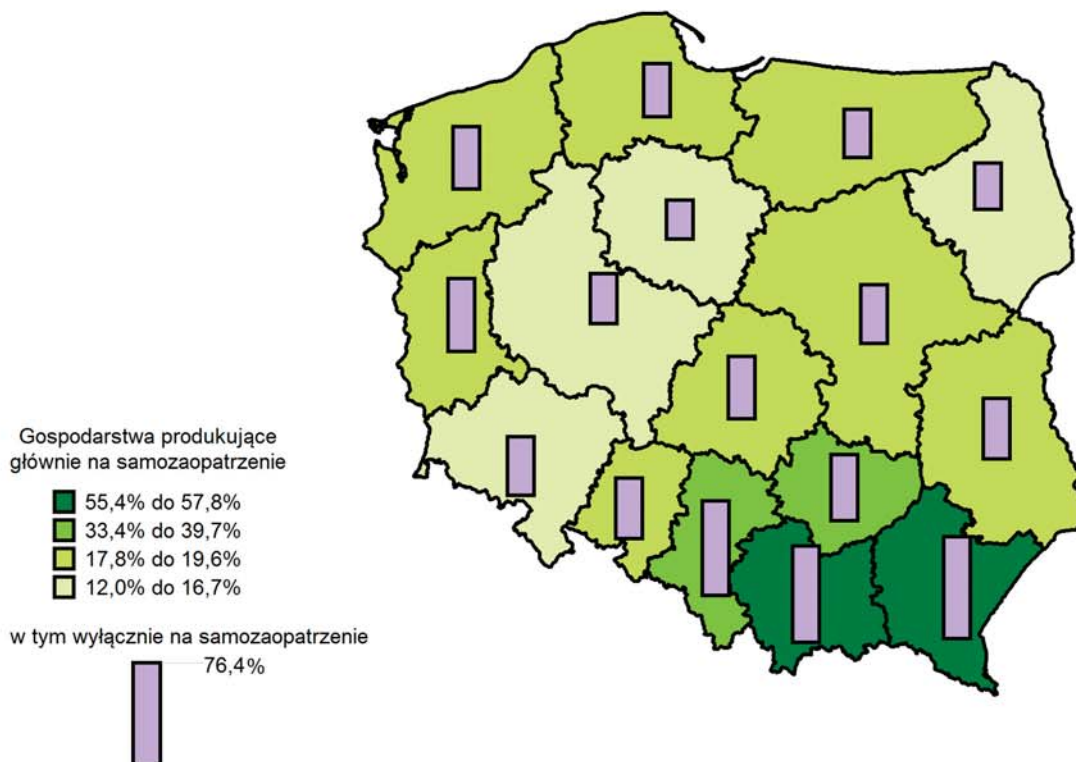 Gospodarstwa produkujące
głównie na samozaopatrzenie
55,4% do 57,8%
33,4% do 39,7%
17,8% do 19,6%
12,0% do 16,7%
w tym wyłącznie na samozaopatrzenie
76,4%